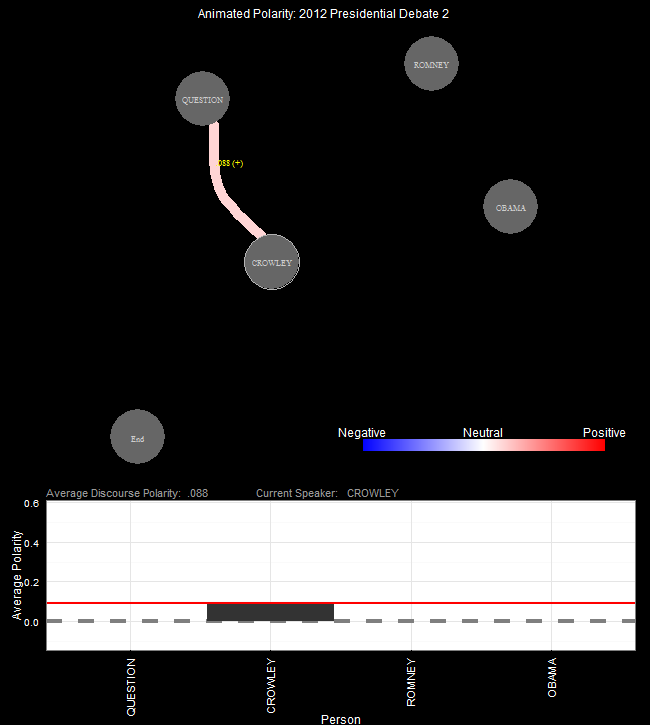 Animated Polarity: 2012 Presidential Debate 2
ROMNEY
QUESTION
.088 (+)
OBAMA
CROWLEY
End
Negative Neutral Positive
Average Discourse Polarity: .088 Current Speaker: CROWLEY
Average Polarity
0.6
0.4
0.2
0.0
QUESTION
CROWLEY
ROMNEY
OBAMA
Person